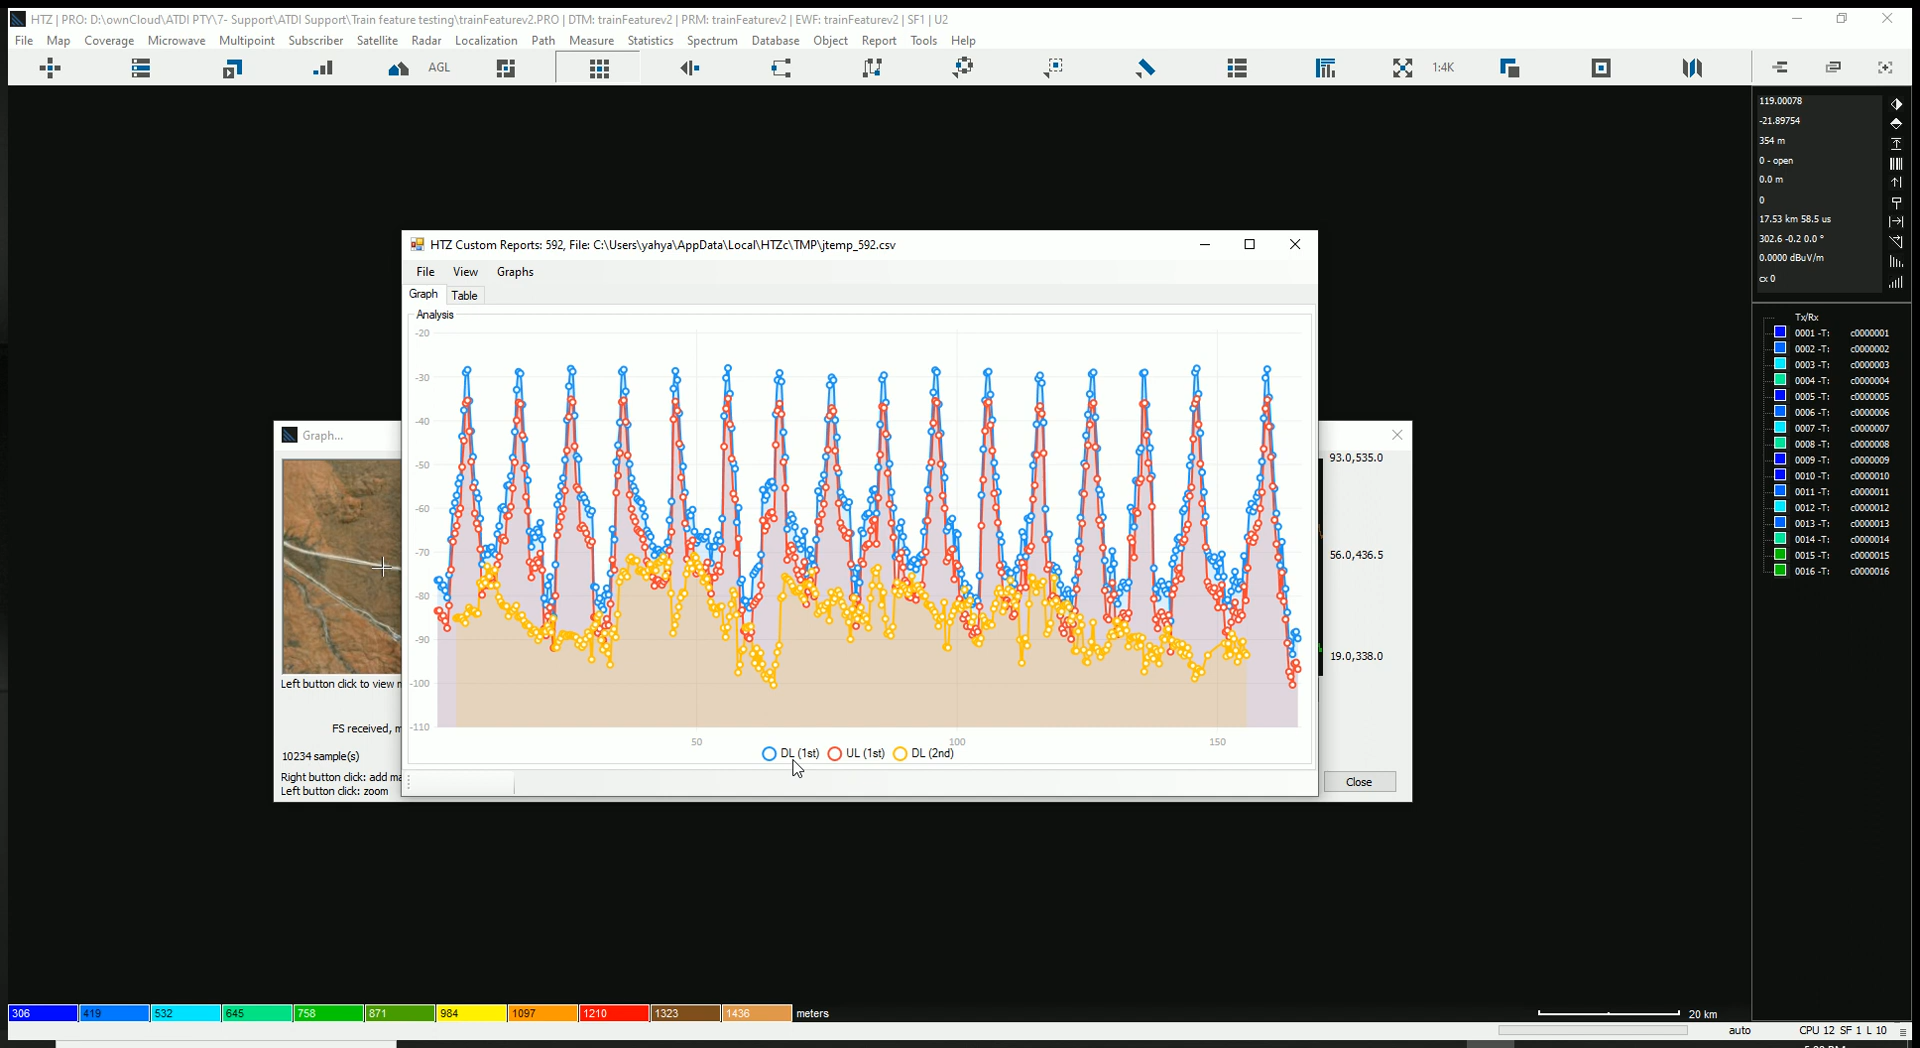 HTZ | PRO: D:\ownCloud\ATDI PTY\7- Support\ATDI Support\Train feature testing\trainFeaturev2.PRO | DTM: trainFeaturev2 | PRM: trainFeaturev2 | EWF: trainFeaturev2 | SF1 | U2
File Map Coverage Microwave Multipoint Subscriber Satellite Radar Localization Path Measure Statistics Spectrum Database Object Report Tools Help
AGL 1:4K
119.00078
-21.89754
354 m
0 - open
0.0 m
0
17.53 km 58.5 us
302.6 -0.2 0.0 °
0.0000 dBuV/m
cx 0
Tx/Rx
0001 -T: c0000001
0002 -T: c0000002
0003 -T: c0000003
0004 -T: c0000004
0005 -T: c0000005
0006 -T: c0000006
0007 -T: c0000007
0008 -T: c0000008
0009 -T: c0000009
0010 -T: c0000010
0011 -T: c0000011
0012 -T: c0000012
0013 -T: c0000013
0014 -T: c0000014
0015 -T: c0000015
0016 -T: c0000016
HTZ Custom Reports: 592, File: C:\Users\yahya\AppData\Local\HTZc\TMP\jtemp_592.csv
File View Graphs
Graph Table
Analysis
-20
-30
-40
-50
-60
-70
-80
-90
-100
-110
50 100 150
DL (1st) UL (1st) DL (2nd)
Graph...
Left button click to view
FS received,
10234 sample(s)
Right button click: add
Left button click: zoom
93.0,535.0
56.0,436.5
19.0,338.0
Close
306 419 532 645 758 871 984 1097 1210 1323 1436 meters
20 km
auto CPU 12 SF 1 L 10